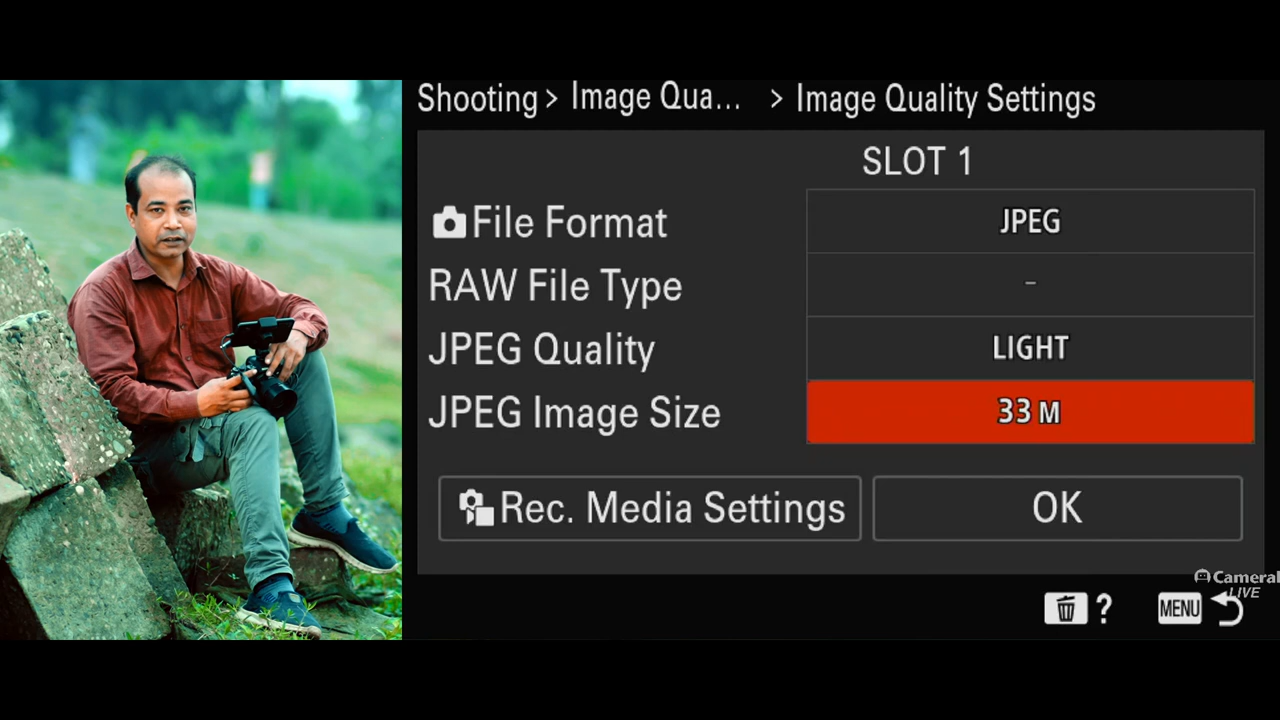 Shooting > Image Qua... > Image Quality Settings
SLOT 1
File Format JPEG
RAW File Type –
JPEG Quality LIGHT
JPEG Image Size 33 M
Rec. Media Settings OK
Cameral
LIVE
? MENU